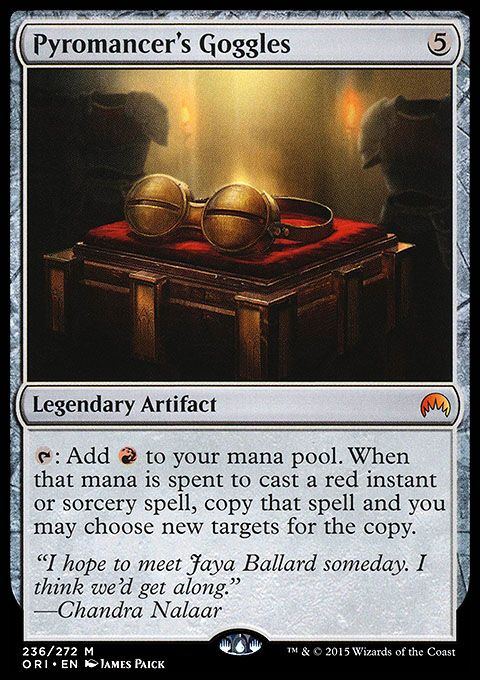 Pyromancer's Goggles 5
Legendary Artifact
: Add to your mana pool. When
that mana is spent to cast a red instant
or sorcery spell, copy that spell and you
may choose new targets for the copy.
“I hope to meet Jaya Ballard someday. I
think we'd get along.”
—Chandra Nalaar
236/272 M
ORI • EN James Paick
™ & © 2015 Wizards of the Coast